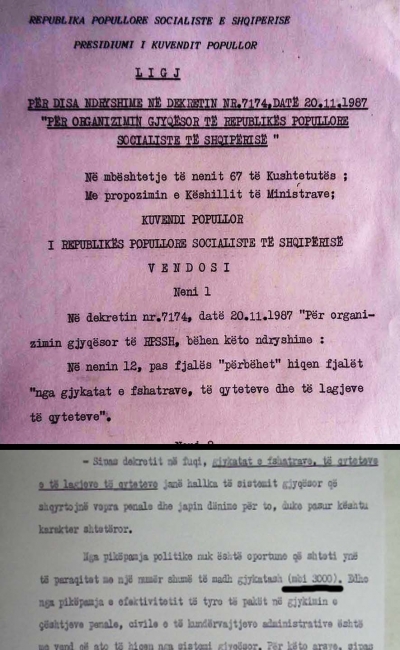 REPUBLIKA POPULLORE SOCIALISTE E SHQIPERISE
PRESIDIUMI I KUVENDIT POPULLOR
L I G J
PËR DISA NDRYSHIME NË DEKRETIN NR.7174,DATË 20.11.1987
"PËR ORGANIZIMIN GJYQËSOR TË REPUBLIKËS POPULLORE
SOCIALISTE TË SHQIPËRISË "
Në mbështetje të nenit 67 të Kushtetutës ;
Me propozimin e Këshillit të Ministrave;
KUVENDI POPULLOR
I REPUBLIKËS POPULLORE SOCIALISTE TË SHQIPËRISË
V E N D O S I
Neni 1
Në dekretin nr.7174, datë 20.11.1987 "Për organi-
zimin gjyqësor të RPSSH, bëhen këto ndryshime :
Në nenin 12, pas fjalës "përbëhet" hiqen fjalët
"nga gjykatat e fshatrave, të qyteteve dhe të lagjeve
të qyteteve".
- Sipas dekretit në fuqi, gjykatat e fshatrave, të qyteteve
e të lagjeve të qyteteve janë hallka të sistemit gjyqësor që
shqyrtojnë vepra penale dhe japin dënime për to, duke pasur kështu
karakter shtetëror.
Nga pikëpamja politike nuk është oportune që shteti ynë
të paraqitet me një numër shumë të madh gjykatash (mbi 3000). Edhe
nga pikëpamja e efektivitetit të tyre të pakët në gjykimin e
çështjeve penale, civile e të kundërvajtjeve administrative është